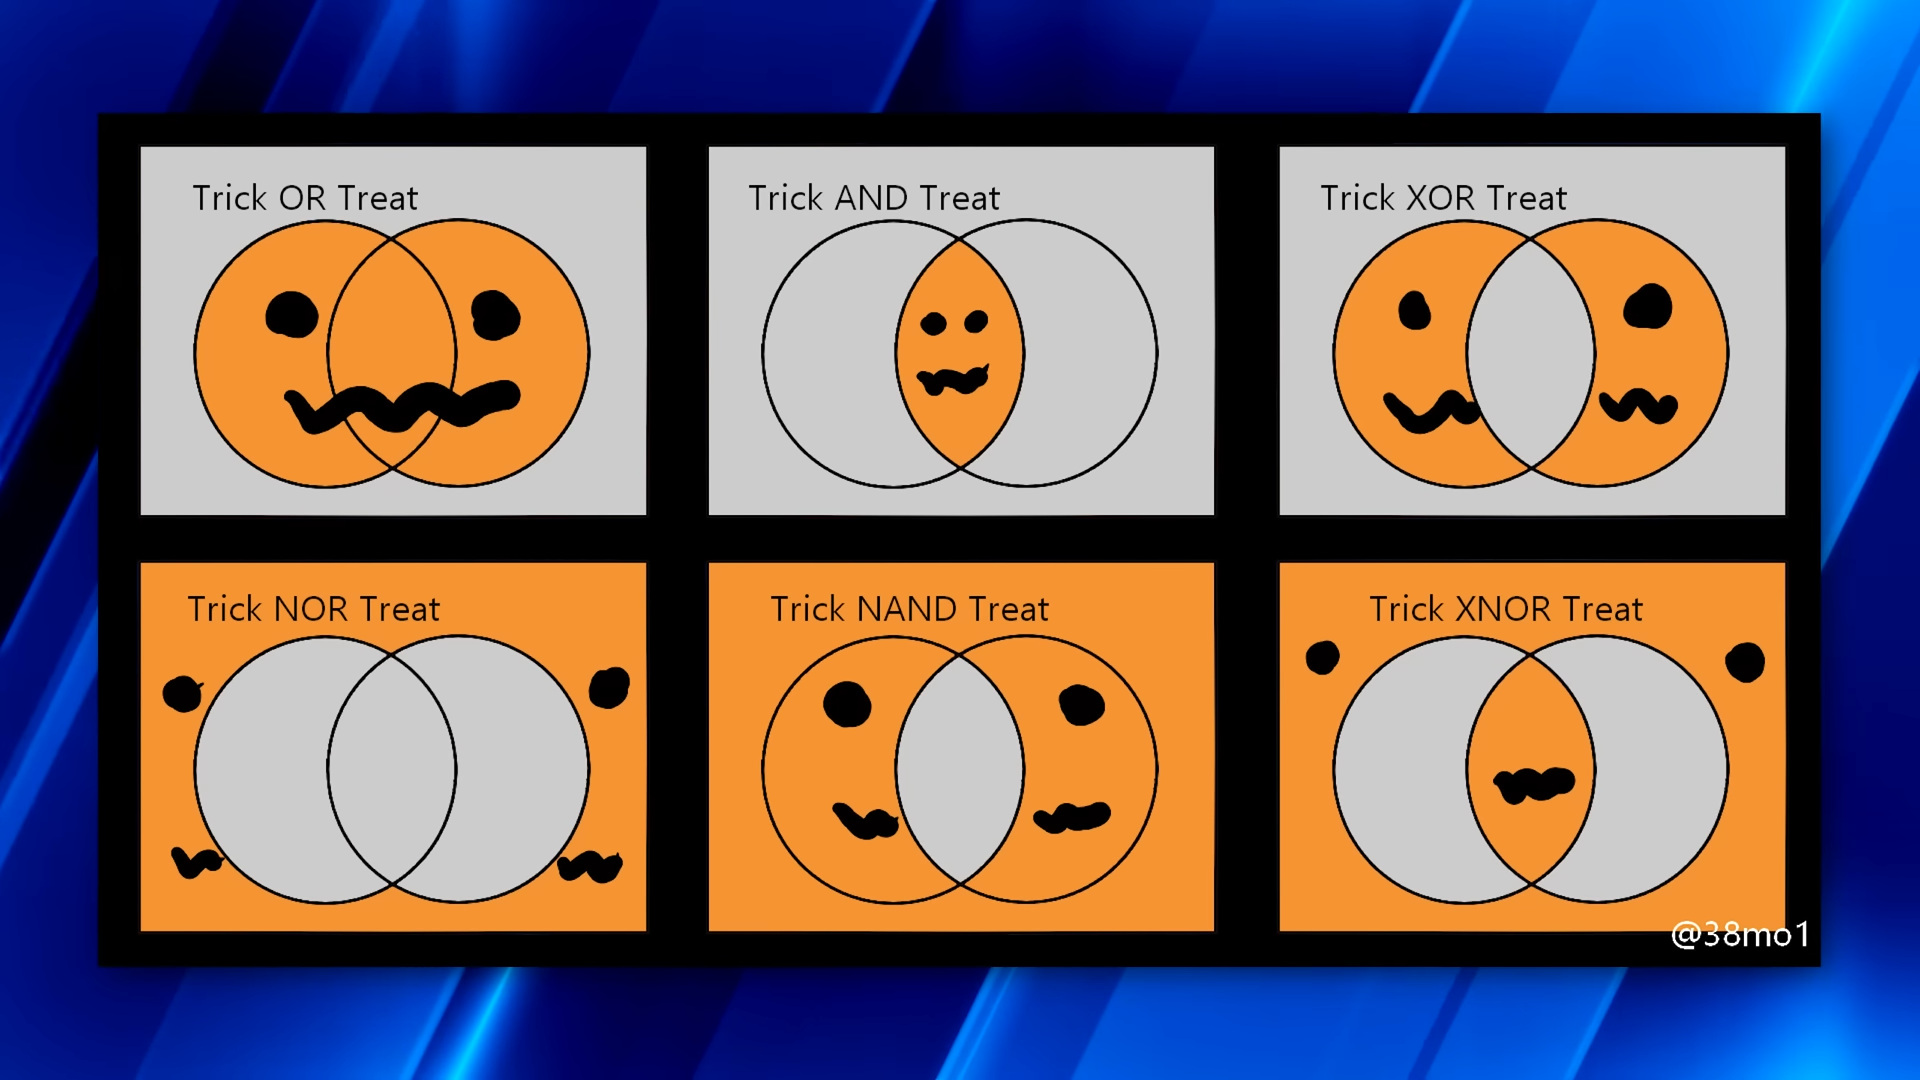 Trick OR Treat
Trick AND Treat
Trick XOR Treat
Trick NOR Treat
Trick NAND Treat
Trick XNOR Treat
@38mo1